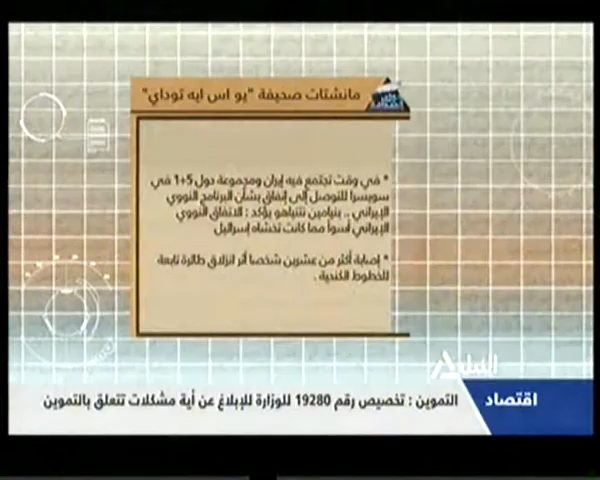 مانشتات صحيفة "يو اس ايه توداي"
* في وقت تجتمع فيه إيران ومجموعة دول 5+1 في
سويسرا للتوصل إلى إتفاق بشأن البرنامج النووي
الإيراني .. بنيامين نتنياهو يؤكد : الاتفاق النووي
الإيراني أسوأ مما كانت تخشاه إسرائيل
* إصابة أكثر من عشرين شخصا أثر انزلاق طائرة تابعة
للخطوط الكندية .
النيل
اقتصاد
التموين : تخصيص رقم 19280 للوزارة للإبلاغ عن أية مشكلات تتعلق بالتموين